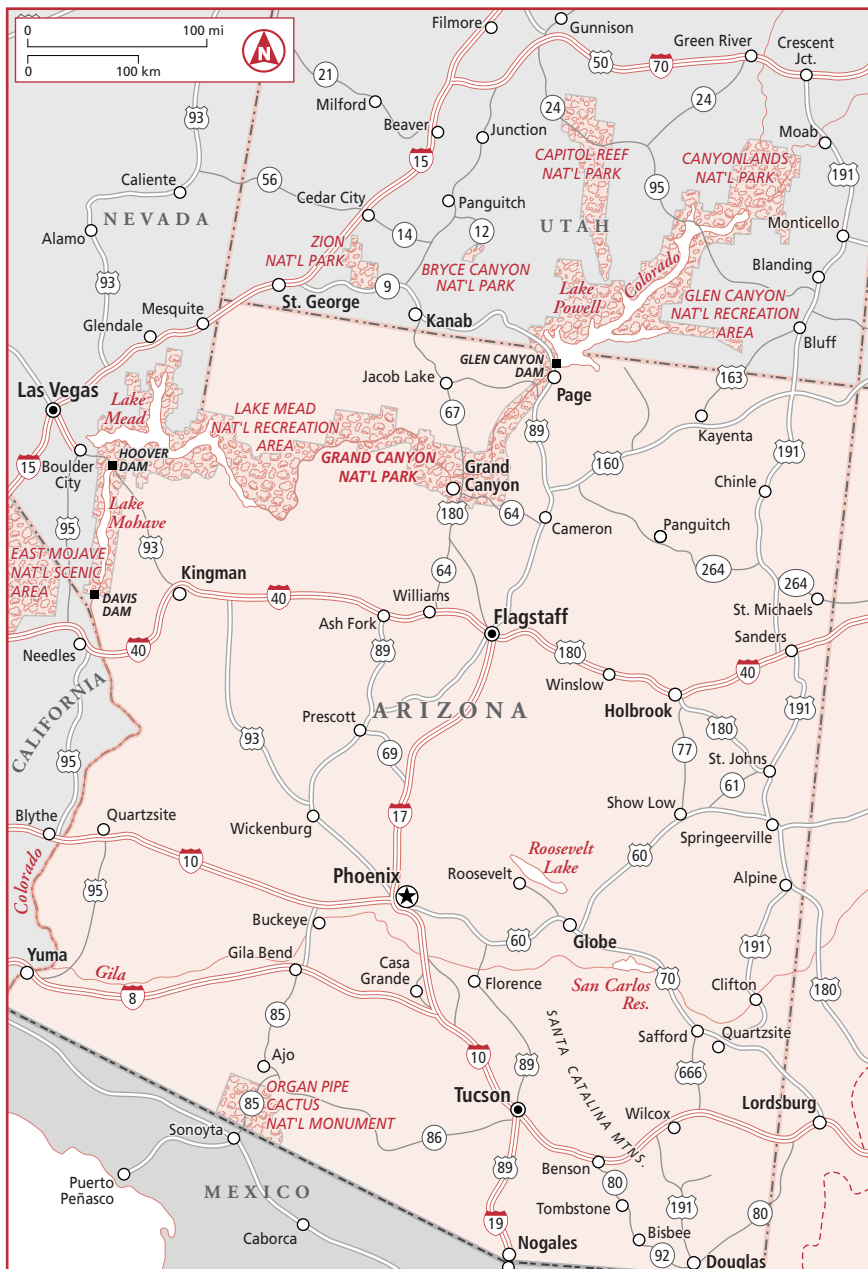 0 100 mi
0 100 km
N
Filmore
Gunnison
Green River
Crescent
Jct.
50
70
21
93
Milford
24
24
Beaver
Junction
Moab
15
CAPITOL REEF
NAT'L PARK
CANYONLANDS
NAT'L PARK
191
Caliente
56
Cedar City
Panguitch
95
NEVADA
14
12
UTAH
Monticello
Alamo
ZION
NAT'L PARK
BRYCE CANYON
NAT'L PARK
Colorado
Blanding
93
9
Lake
Powell
GLEN CANYON
NAT'L RECREATION
AREA
St. George
Mesquite
Kanab
Glendale
Bluff
GLEN CANYON
DAM
163
Las Vegas
Jacob Lake
Page
Lake
Mead
67
LAKE MEAD
NAT'L RECREATION
AREA
89
Kayenta
15
Boulder
City
HOOVER
DAM
GRAND CANYON
NAT'L PARK
Grand
Canyon
160
191
Chinle
Lake
Mohave
180
64
Cameron
Panguitch
95
93
EAST MOJAVE
NAT'L SCENIC
AREA
Kingman
64
264
264
DAVIS
DAM
40
Williams
St. Michaels
Ash Fork
Flagstaff
Sanders
Needles
40
89
180
40
Winslow
Holbrook
191
CALIFORNIA
ARIZONA
Prescott
180
93
69
77
St. Johns
95
61
Blythe
Quartzsite
Wickenburg
17
Show Low
Springeerville
10
60
Colorado
95
Phoenix
Roosevelt
Roosevelt
Lake
Alpine
Buckeye
60
Globe
Yuma
Gila
Gila Bend
Casa
Grande
Florence
San Carlos
Res.
70
191
Clifton
180
8
85
Safford
Quartzsite
Ajo
10
89
SANTA CATALINA MTNS.
666
ORGAN PIPE
CACTUS
NAT'L MONUMENT
85
Tucson
Wilcox
Lordsburg
Sonoyta
86
89
Benson
Puerto
Peñasco
MEXICO
80
Tombstone
191
80
Caborca
19
Bisbee
Nogales
92
Douglas